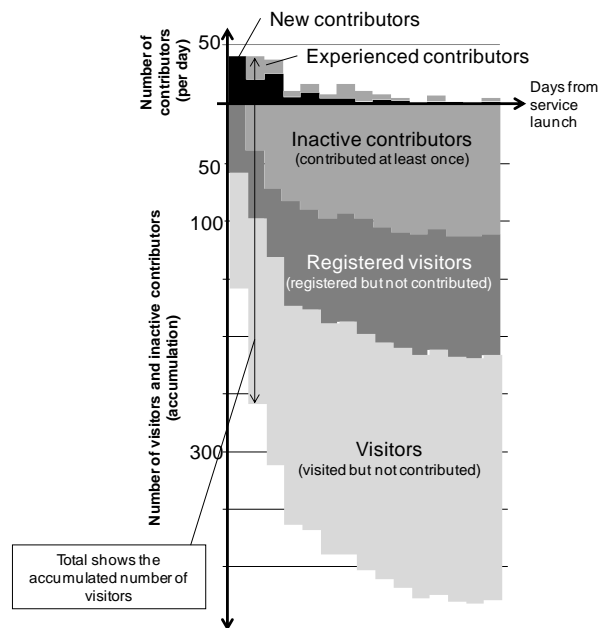 New contributors
50
Experienced contributors
Number of
contributors
(per day)
Days from
service
launch
Inactive contributors
(contributed at least once)
50
100
Registered visitors
(registered but not contributed)
Number of visitors and inactive contributors
(accumulation)
300
Visitors
(visited but not contributed)
Total shows the
accumulated number of
visitors